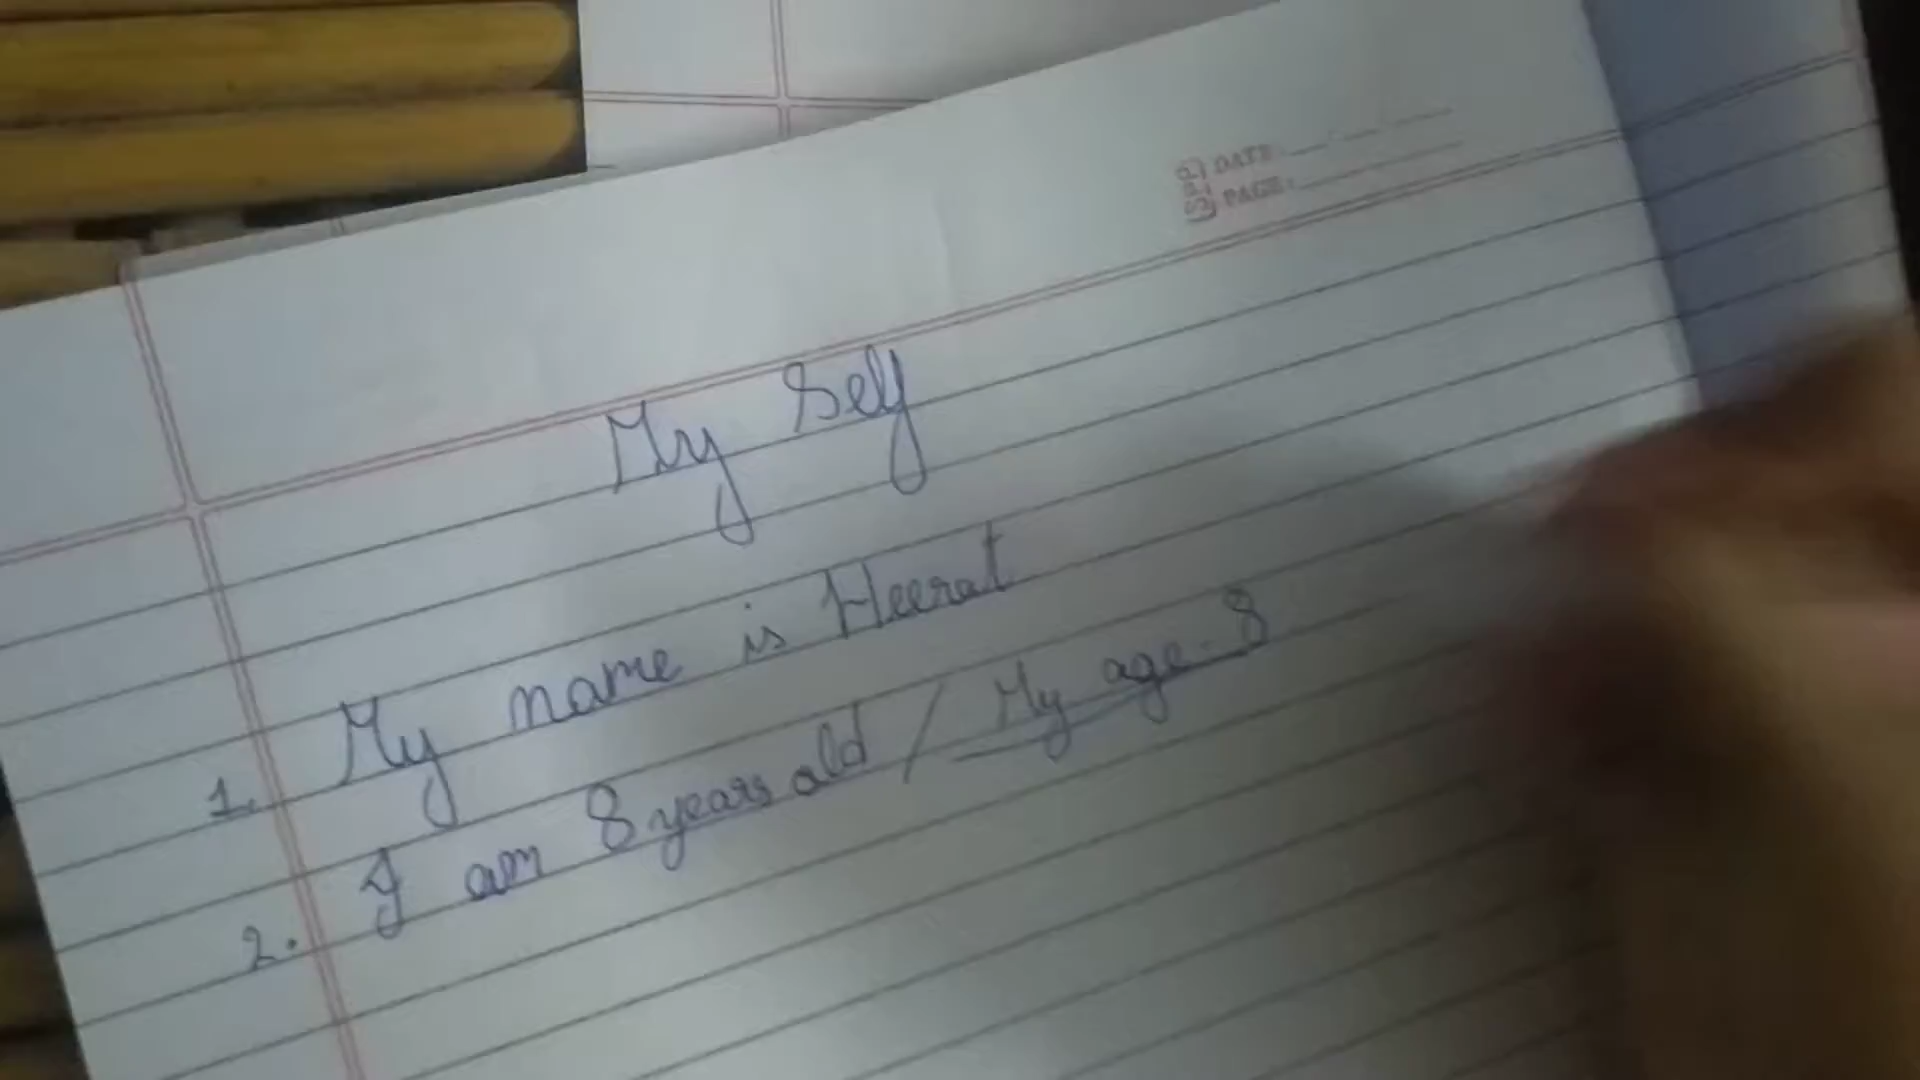 DATE:
PAGE:
My Self
1. My name is Heerat
2. I am 8 years old / My age - 8